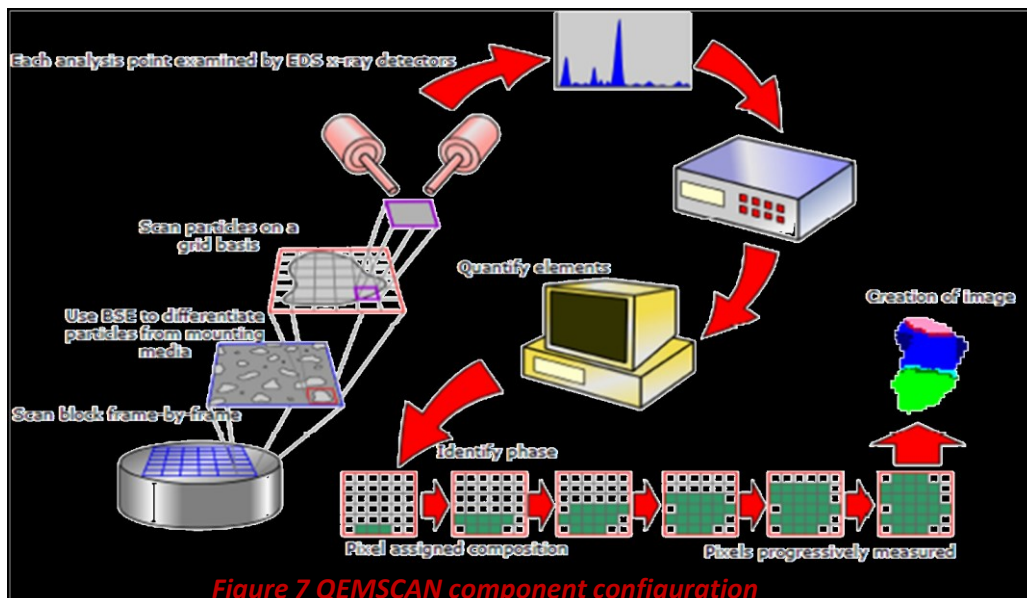 Each analysis point examined by EDS x-ray detectors
Scan particles on a
grid basis
Use BSE to differentiate
particles from mounting
media
Scan block frame-by-frame
Quantify elements
Creation of image
Identify phase
Pixel assigned composition
Pixels progressively measured
Figure 7 QEMSCAN component configuration